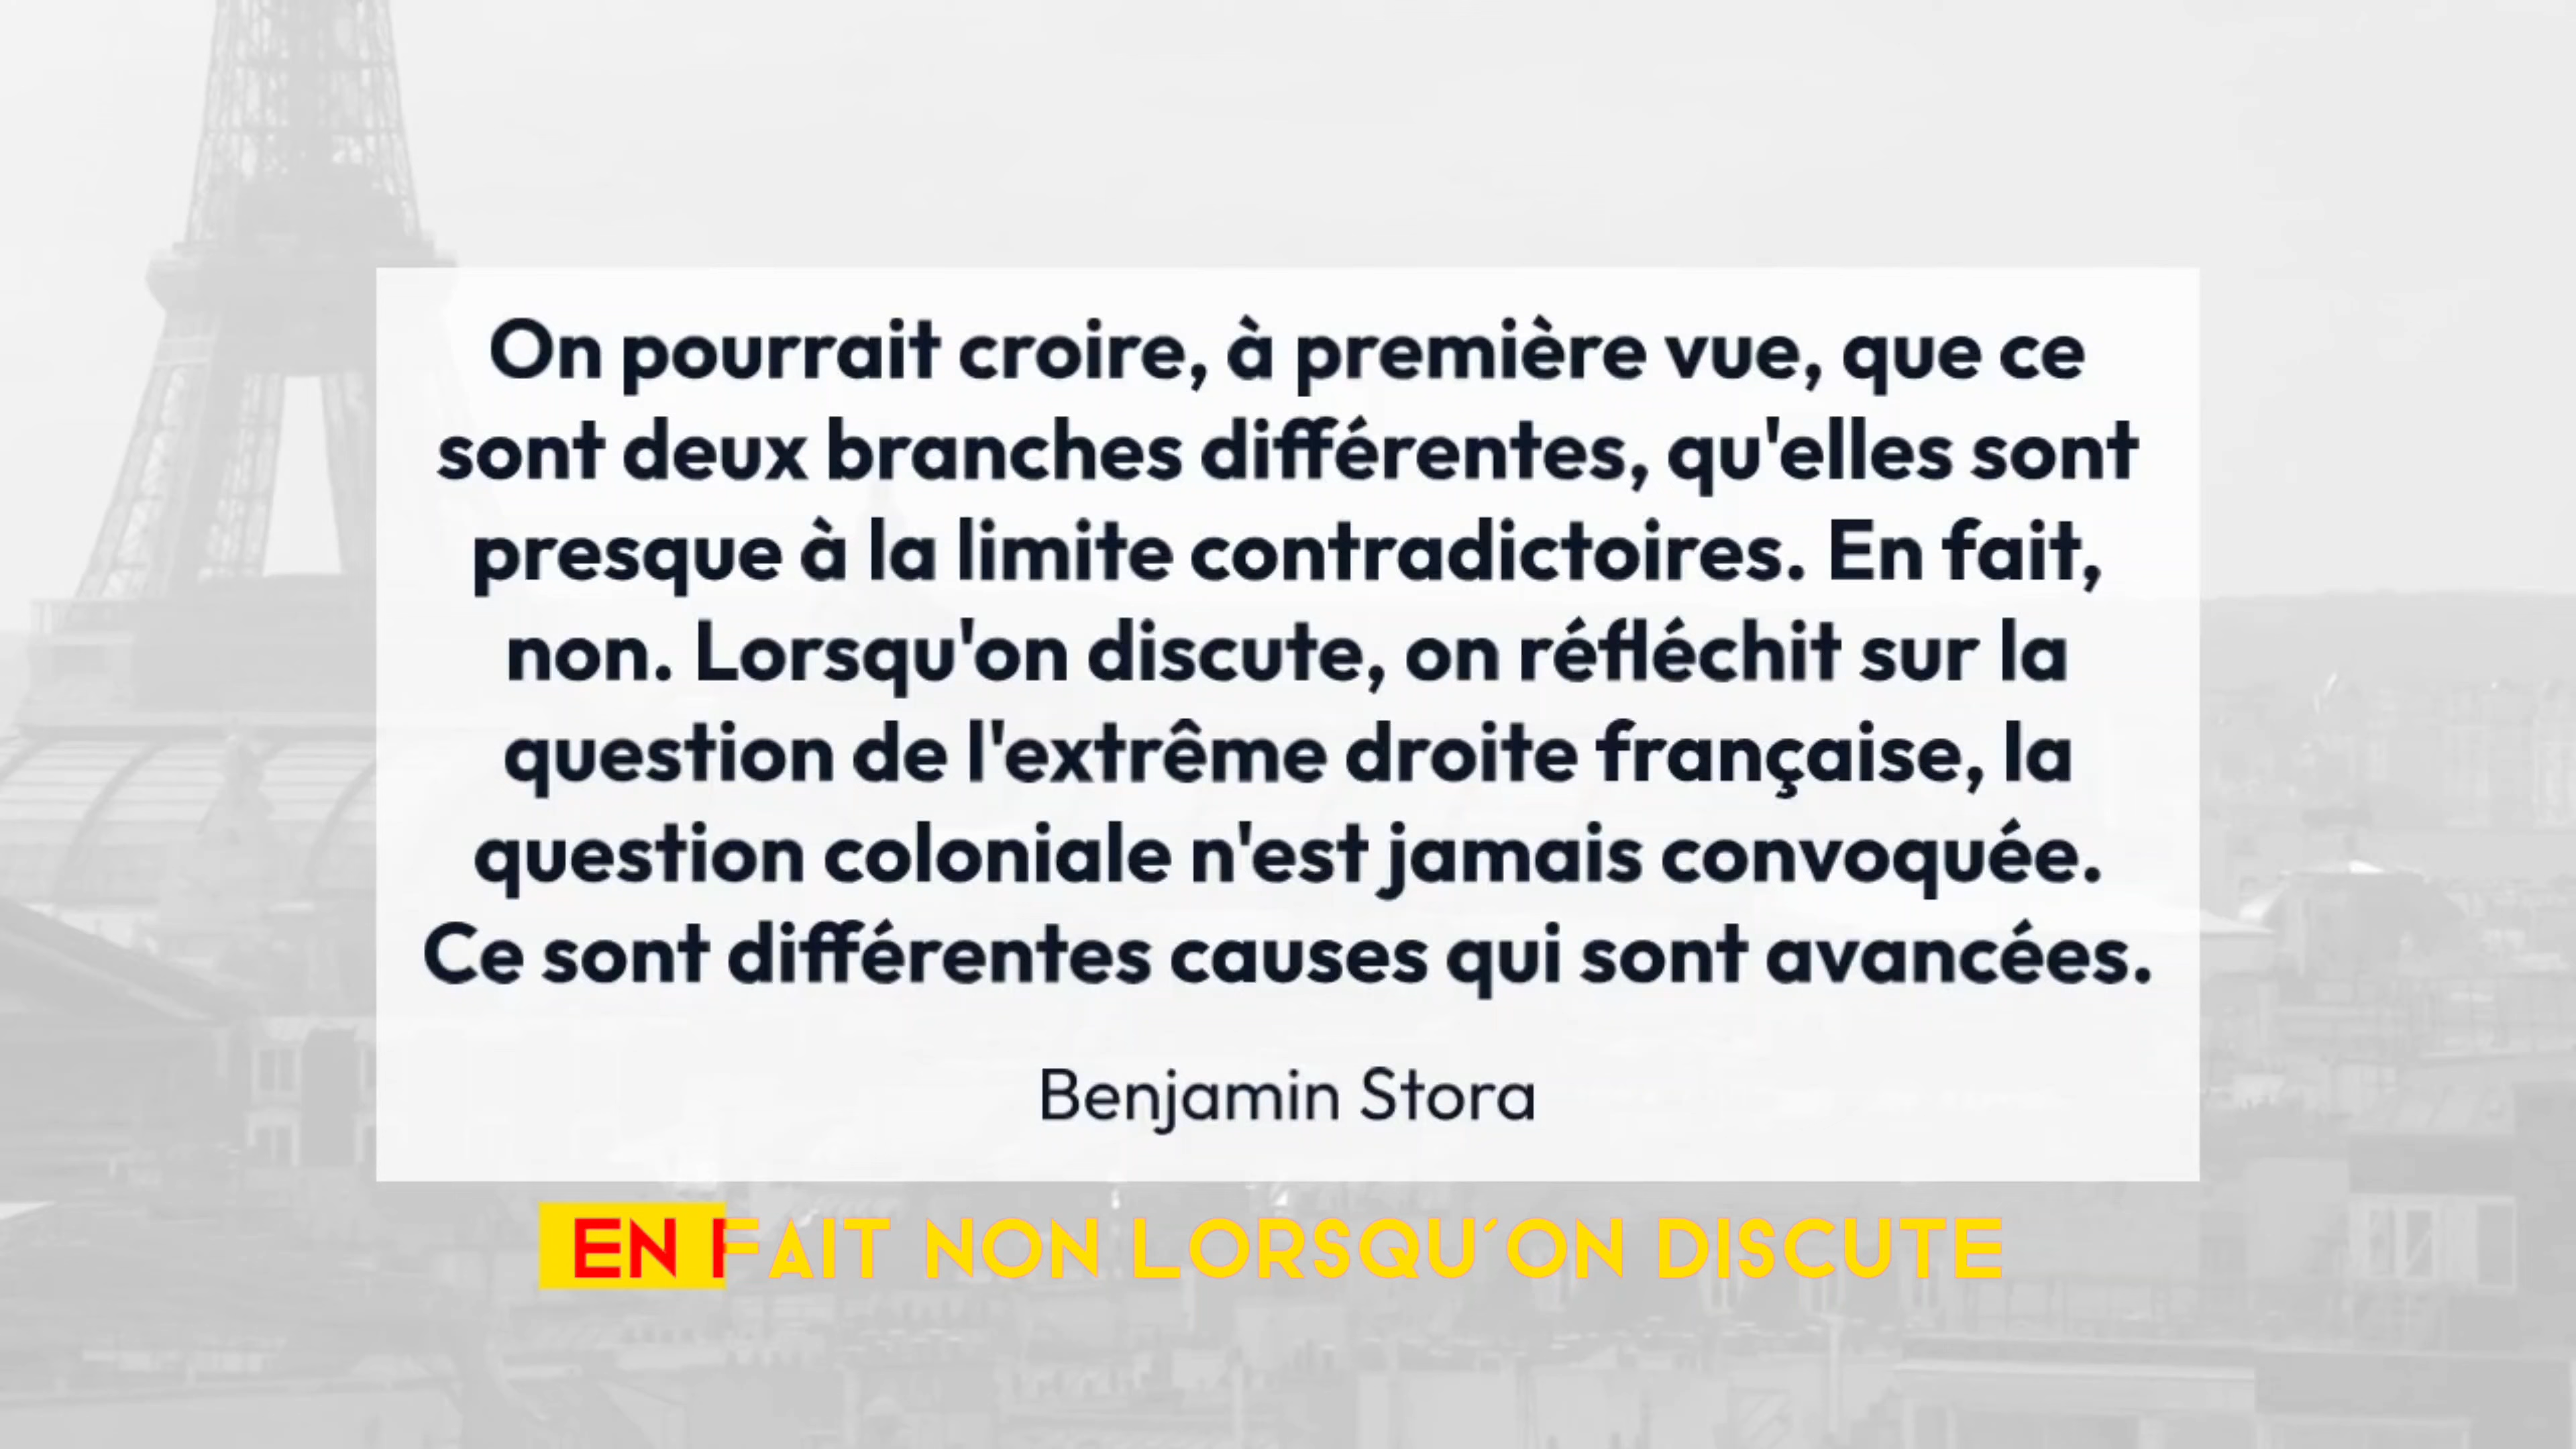 On pourrait croire, à première vue, que ce
sont deux branches différentes, qu'elles sont
presque à la limite contradictoires. En fait,
non. Lorsqu'on discute, on réfléchit sur la
question de l'extrême droite française, la
question coloniale n'est jamais convoquée.
Ce sont différentes causes qui sont avancées.
Benjamin Stora
EN FAIT NON LORSQU'ON DISCUTE